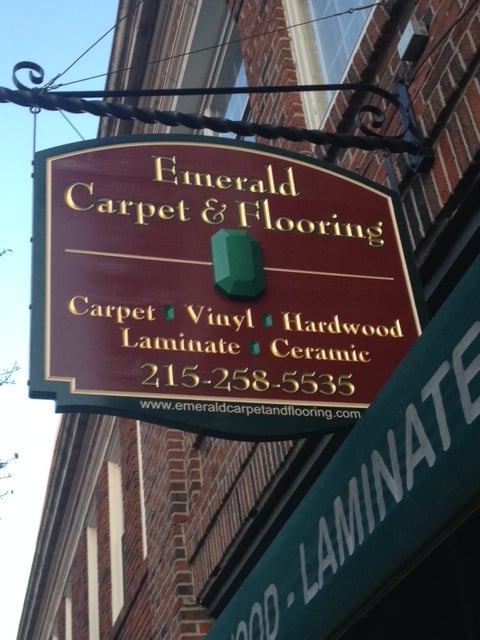 Emerald
Carpet & Flooring
Carpet Vinyl Hardwood
Laminate Ceramic
215-258-5535
www.emeraldcarpetandflooring.com
- LAMINATE